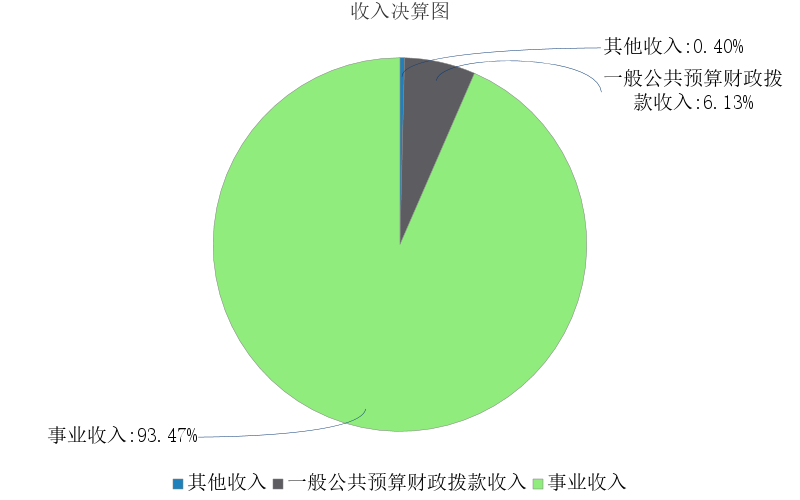 收入决算图
其他收入:0.40%
一般公共预算财政拨
款收入:6.13%
事业收入:93.47%
其他收入 一般公共预算财政拨款收入 事业收入